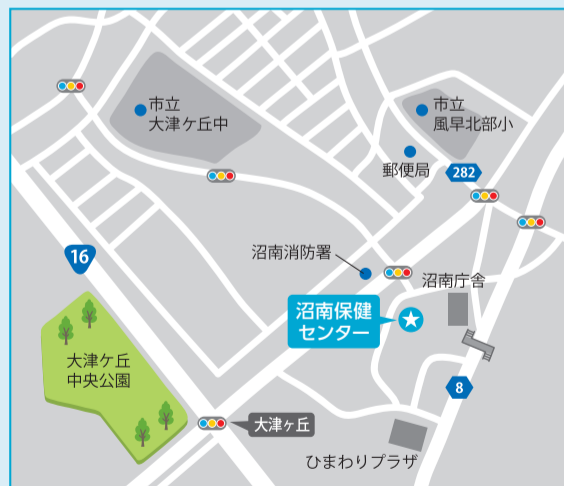 市立
大津ケ丘中
市立
風早北部小
郵便局
282
沼南消防署
16
沼南庁舎
沼南保健
センター
大津ケ丘
中央公園
8
大津ヶ丘
ひまわりプラザ